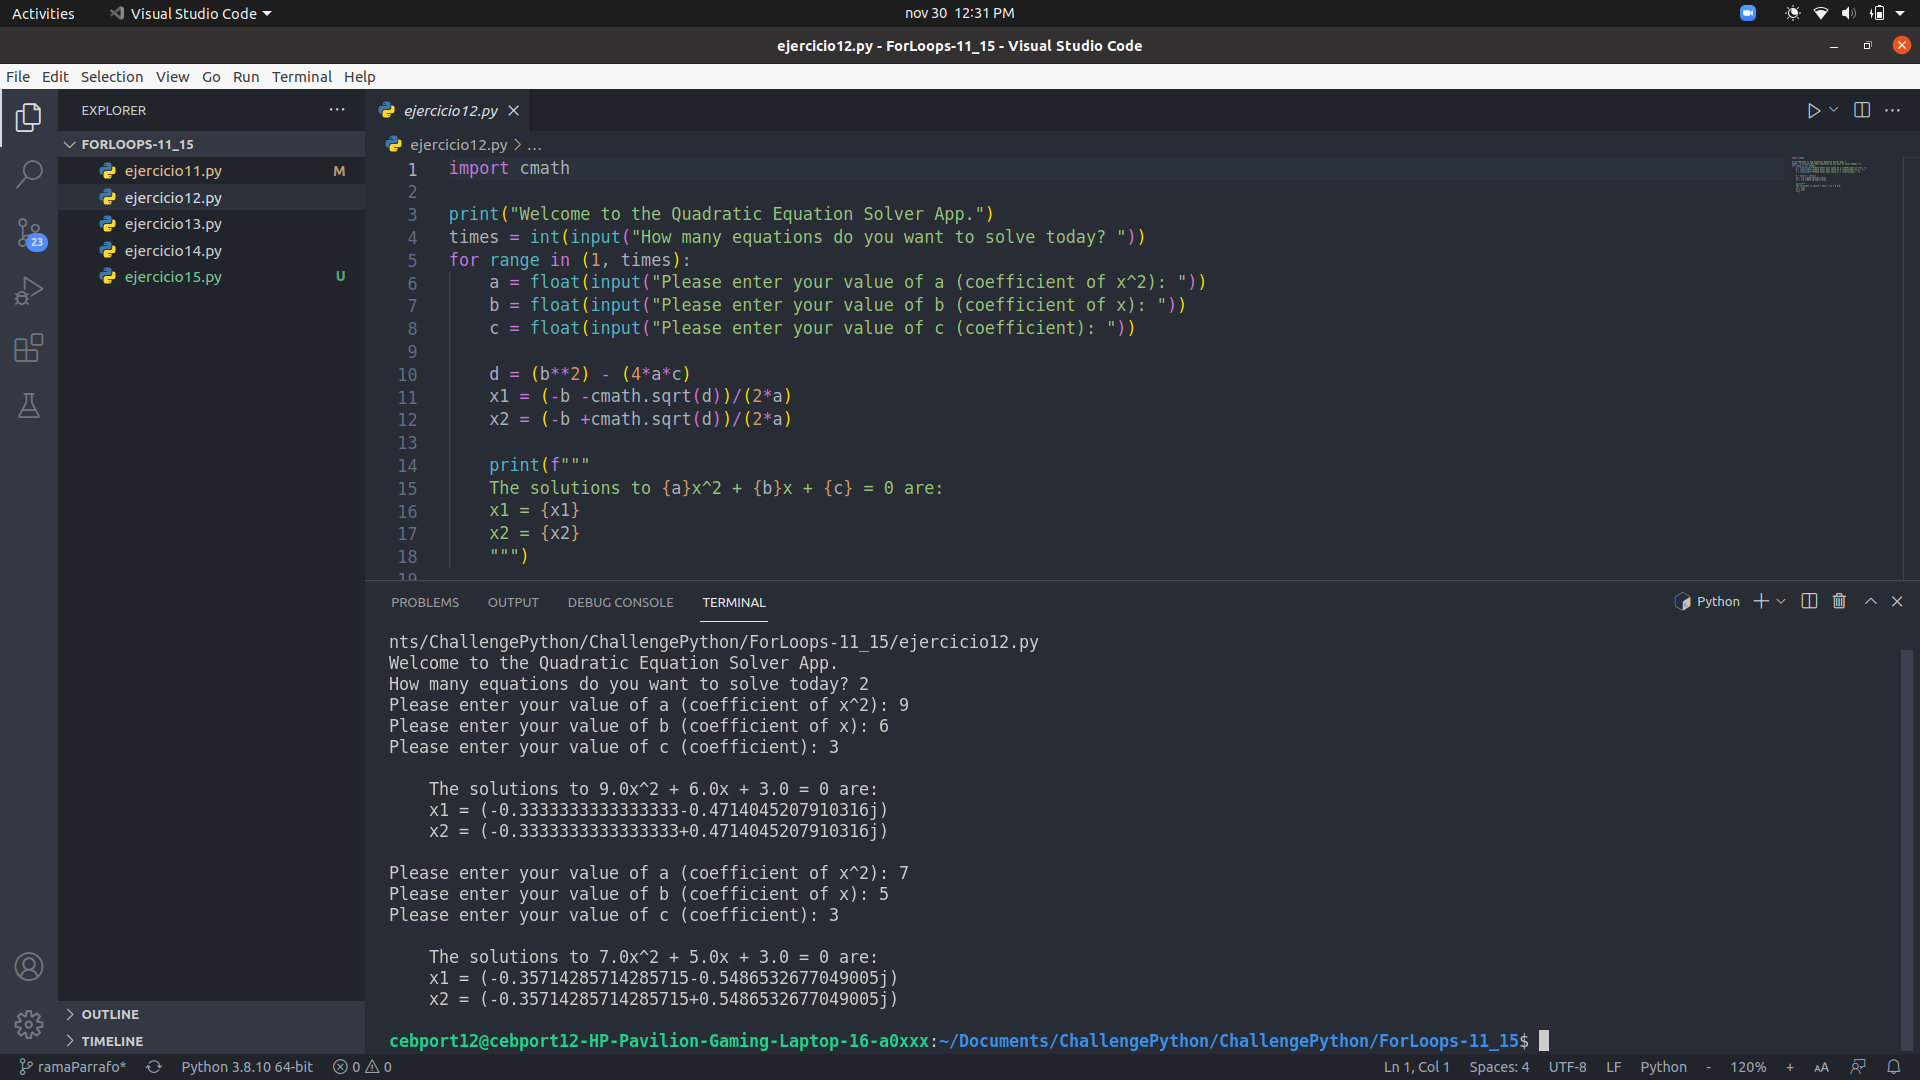 Activities Visual Studio Code nov 30 12:31 PM
ejercicio12.py - ForLoops-11_15 - Visual Studio Code
File Edit Selection View Go Run Terminal Help
EXPLORER ···
FORLOOPS-11_15
ejercicio11.py M
ejercicio12.py
ejercicio13.py
ejercicio14.py
ejercicio15.py U
23
OUTLINE
TIMELINE
ejercicio12.py
ejercicio12.py > ...
1 import cmath
2
3 print("Welcome to the Quadratic Equation Solver App.")
4 times = int(input("How many equations do you want to solve today? "))
5 for range in (1, times):
6     a = float(input("Please enter your value of a (coefficient of x^2): "))
7     b = float(input("Please enter your value of b (coefficient of x): "))
8     c = float(input("Please enter your value of c (coefficient): "))
9
10     d = (b**2) - (4*a*c)
11     x1 = (-b -cmath.sqrt(d))/(2*a)
12     x2 = (-b +cmath.sqrt(d))/(2*a)
13
14     print(f"""
15     The solutions to {a}x^2 + {b}x + {c} = 0 are:
16     x1 = {x1}
17     x2 = {x2}
18     """)
19
PROBLEMS OUTPUT DEBUG CONSOLE TERMINAL Python
nts/ChallengePython/ChallengePython/ForLoops-11_15/ejercicio12.py
Welcome to the Quadratic Equation Solver App.
How many equations do you want to solve today? 2
Please enter your value of a (coefficient of x^2): 9
Please enter your value of b (coefficient of x): 6
Please enter your value of c (coefficient): 3
The solutions to 9.0x^2 + 6.0x + 3.0 = 0 are:
x1 = (-0.3333333333333333-0.4714045207910316j)
x2 = (-0.3333333333333333+0.4714045207910316j)
Please enter your value of a (coefficient of x^2): 7
Please enter your value of b (coefficient of x): 5
Please enter your value of c (coefficient): 3
The solutions to 7.0x^2 + 5.0x + 3.0 = 0 are:
x1 = (-0.35714285714285715-0.5486532677049005j)
x2 = (-0.35714285714285715+0.5486532677049005j)
cebport12@cebport12-HP-Pavilion-Gaming-Laptop-16-a0xxx:~/Documents/ChallengePython/ChallengePython/ForLoops-11_15$
ramaParrafo* Python 3.8.10 64-bit 0 0 Ln 1, Col 1 Spaces: 4 UTF-8 LF Python - 120% + AA